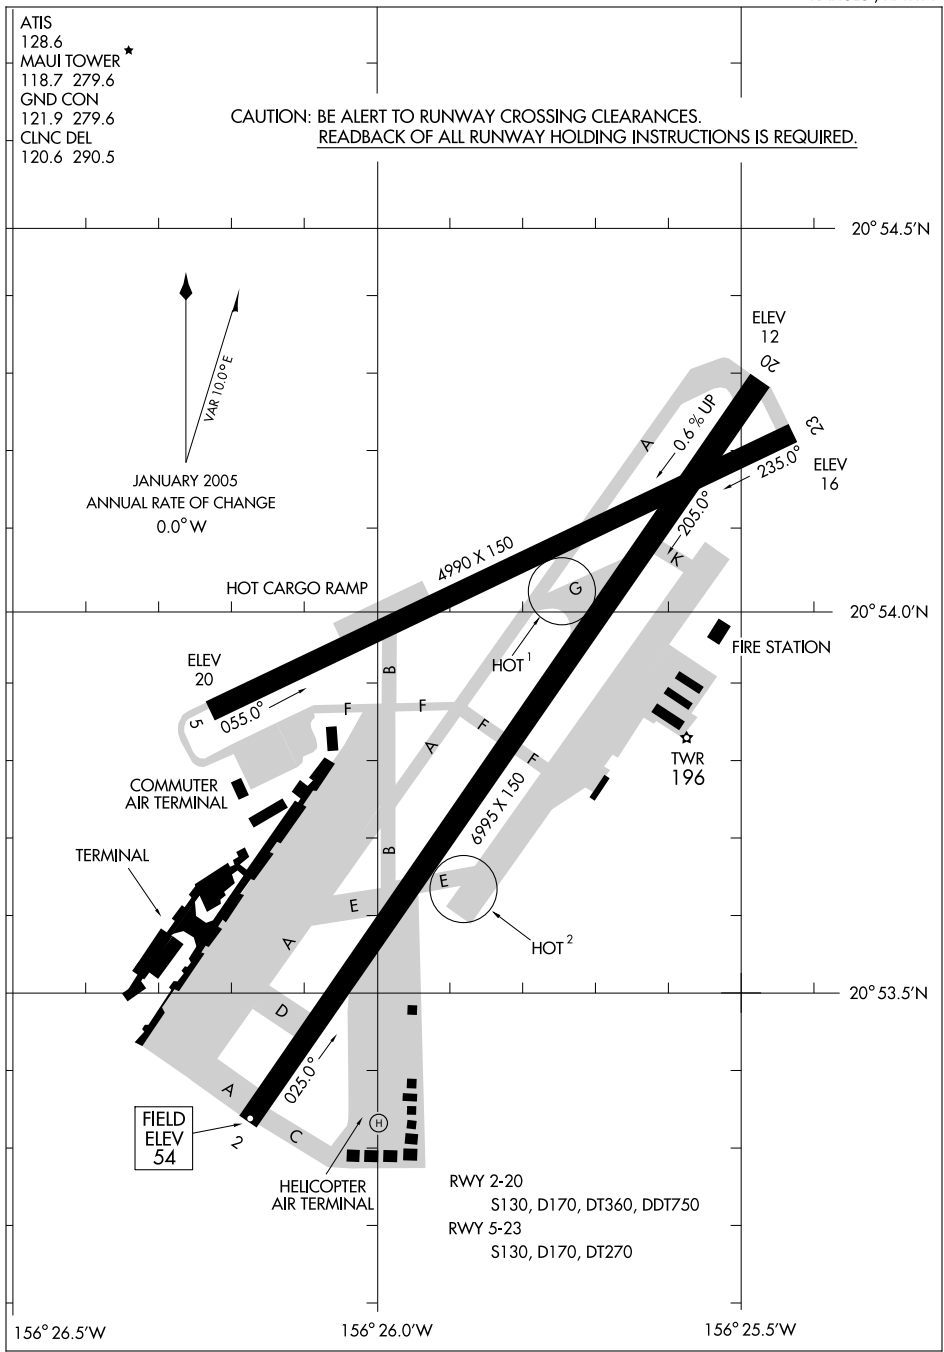 ATIS
128.6
MAUI TOWER
118.7 279.6
GND CON
121.9 279.6
CLNC DEL
120.6 290.5
CAUTION: BE ALERT TO RUNWAY CROSSING CLEARANCES.
READBACK OF ALL RUNWAY HOLDING INSTRUCTIONS IS REQUIRED.
20° 54.5'N
VAR 10.0° E
JANUARY 2005
ANNUAL RATE OF CHANGE
0.0° W
ELEV
12
20
A
0.6 % UP
23
235.0°
ELEV
16
205.0°
K
4990 X 150
HOT CARGO RAMP
G
20° 54.0'N
HOT 1
FIRE STATION
B
ELEV
20
5
055.0°
F
F
F
F
A
TWR
196
COMMUTER
AIR TERMINAL
6995 X 150
TERMINAL
B
E
E
HOT 2
A
20° 53.5'N
D
025.0°
A
C
H
FIELD
ELEV
54
2
HELICOPTER
AIR TERMINAL
RWY 2-20
S130, D170, DT360, DDT750
RWY 5-23
S130, D170, DT270
156° 26.5'W
156° 26.0'W
156° 25.5'W